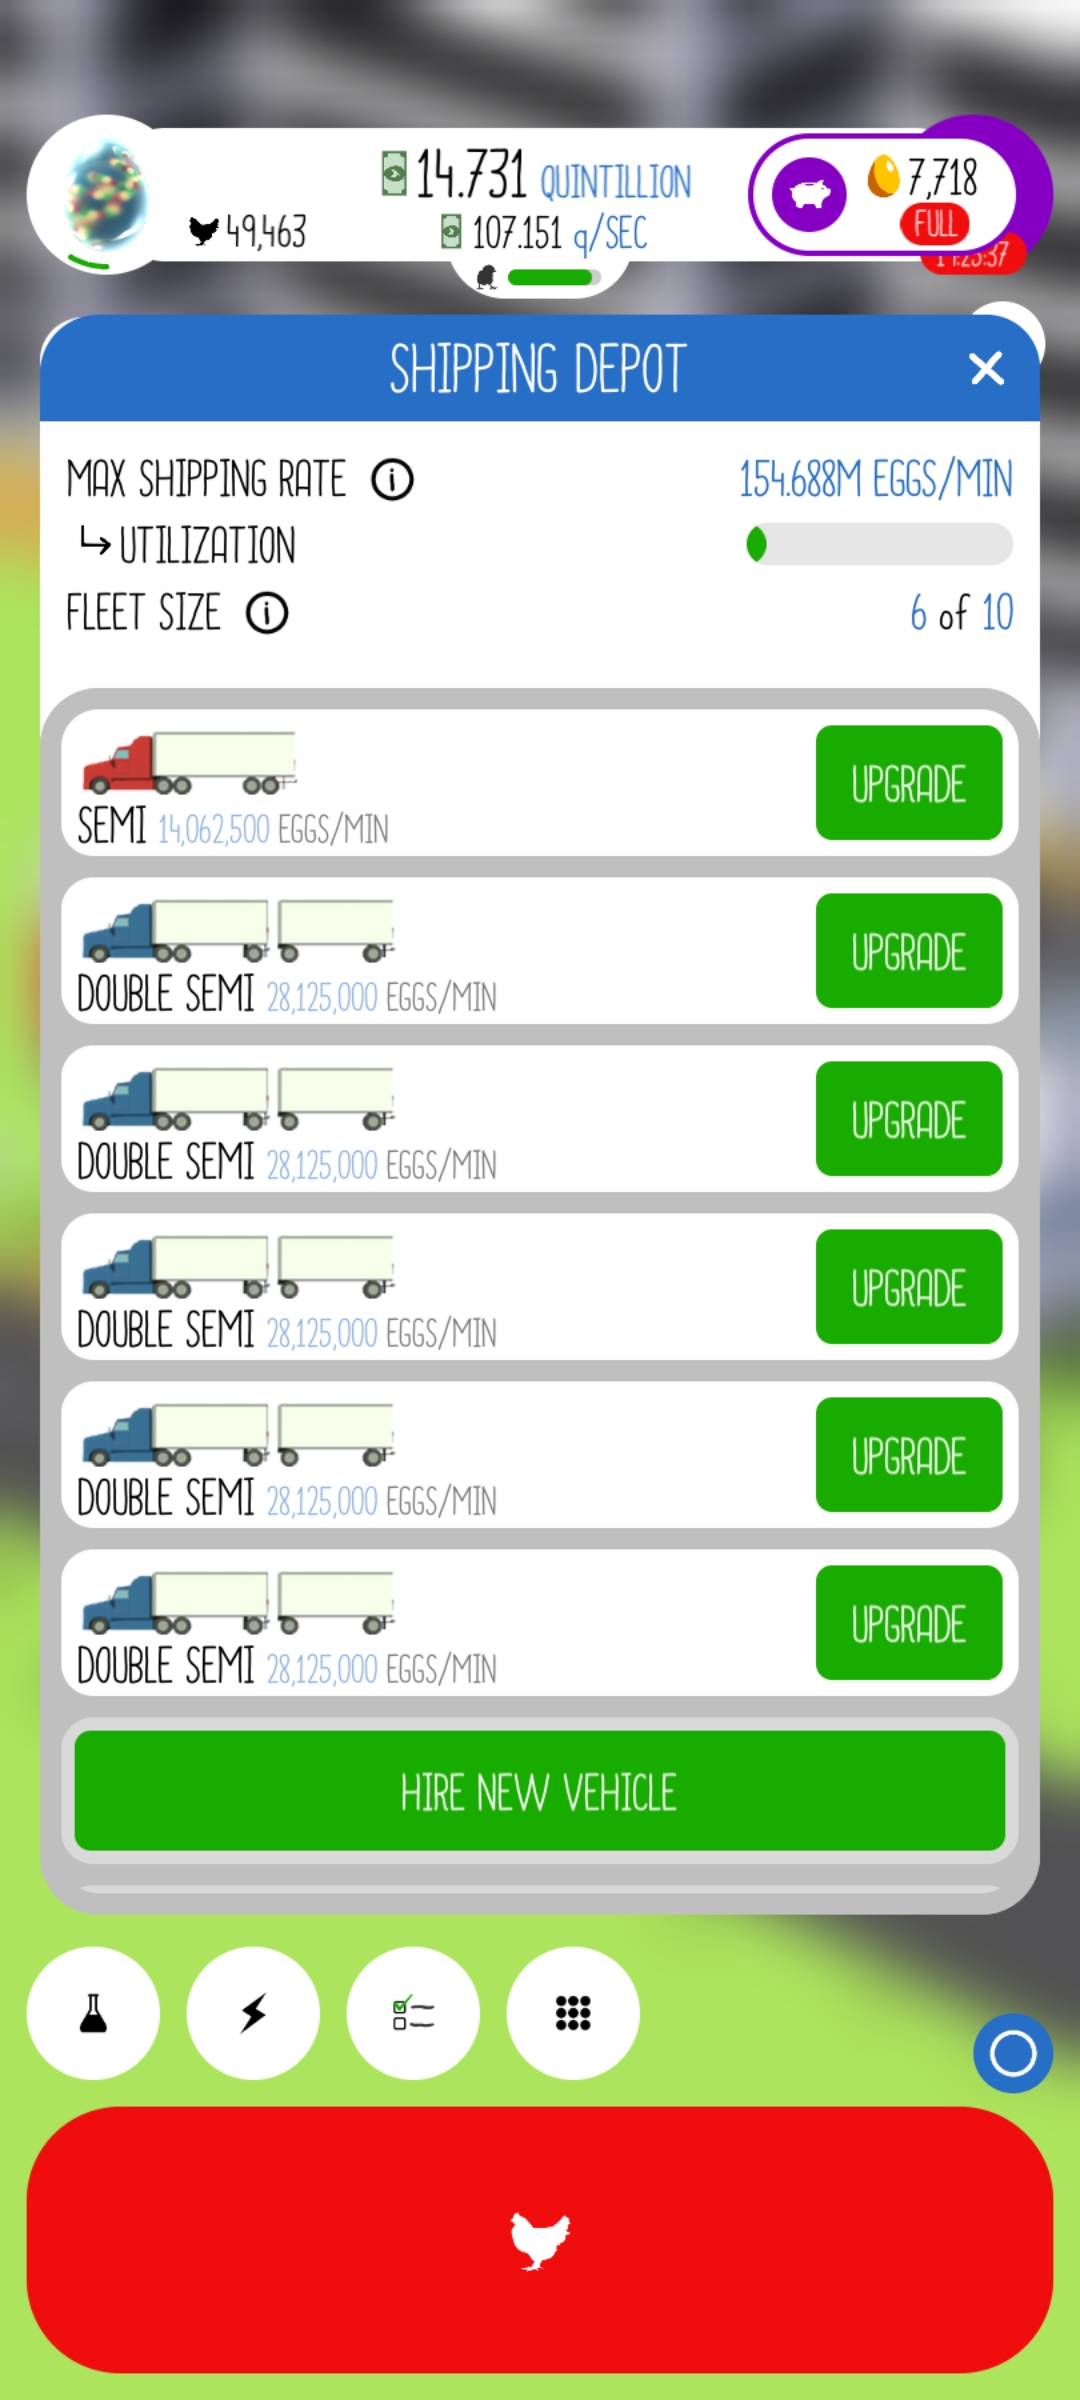 14.731 QUINTILLION
7,718
49,463
107.151 q/SEC
FULL
SHIPPING DEPOT
MAX SHIPPING RATE
154.688M EGGS/MIN
UTILIZATION
FLEET SIZE
6 of 10
UPGRADE
SEMI 14,062,500 EGGS/MIN
UPGRADE
DOUBLE SEMI 28,125,000 EGGS/MIN
UPGRADE
DOUBLE SEMI 28,125,000 EGGS/MIN
UPGRADE
DOUBLE SEMI 28,125,000 EGGS/MIN
UPGRADE
DOUBLE SEMI 28,125,000 EGGS/MIN
UPGRADE
DOUBLE SEMI 28,125,000 EGGS/MIN
HIRE NEW VEHICLE